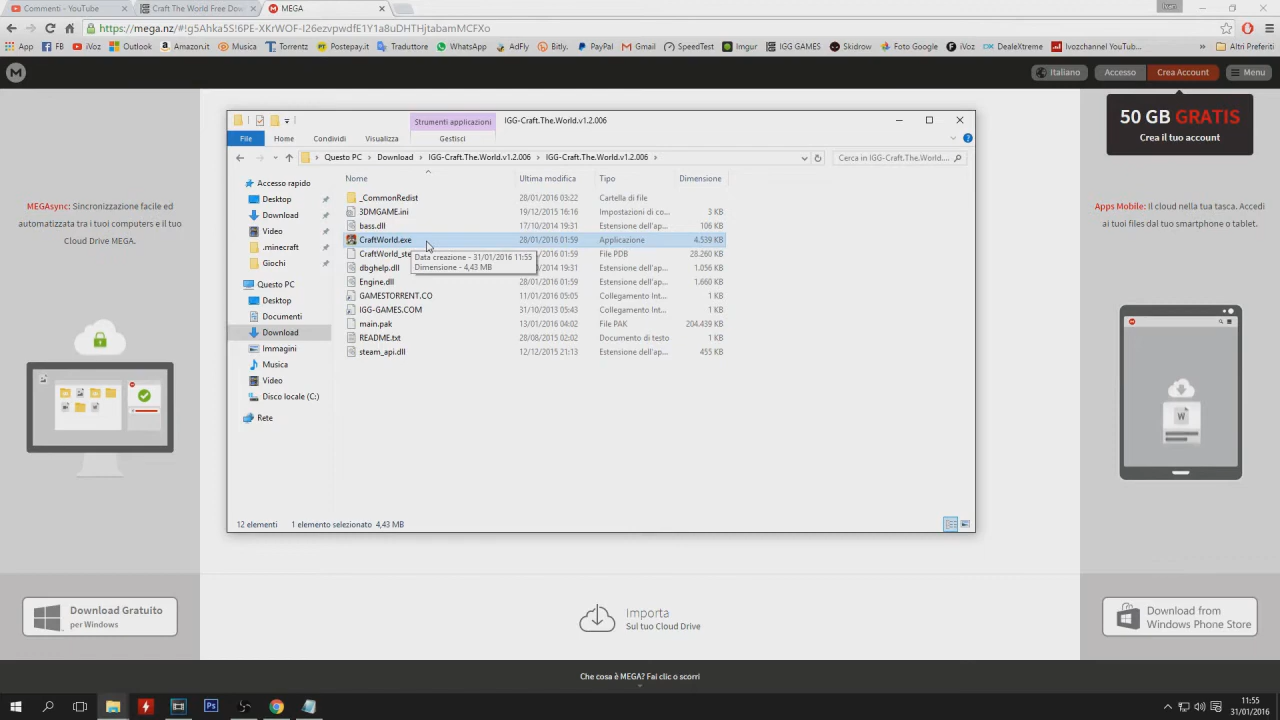 Commenti - YouTube
Craft The World Free Dow
MEGA
https://mega.nz/#!g5Ahka5S!6PE-XKrWOF-I26ezvpwdfE1Y1a8uDHTjtabamMCFXo
App FB iVoz Outlook Amazon.it Musica Torrentz Postepay.it Traduttore WhatsApp AdFly Bitly. PayPal Gmail SpeedTest Imgur IGG GAMES Skidrow Foto Google iVoz DealeXtreme Ivozchannel YouTub... Altri Preferiti
Italiano Accesso Crea Account Menu
50 GB GRATIS
Crea il tuo account
Strumenti applicazioni IGG-Craft.The.World.v1.2.006
File Home Condividi Visualizza Gestisci
Questo PC Download IGG-Craft.The.World.v1.2.006 IGG-Craft.The.World.v1.2.006
Cerca in IGG-Craft.The.World....
Nome Ultima modifica Tipo Dimensione
Accesso rapido
Desktop
Download
Video
.minecraft
Giochi
Questo PC
Desktop
Documenti
Download
Immagini
Musica
Video
Disco locale (C:)
Rete
_CommonRedist 28/01/2016 03:22 Cartella di file
3DMGAME.ini 19/12/2015 16:16 Impostazioni di co... 3 KB
bass.dll 17/10/2014 19:31 Estensione dell'ap... 106 KB
CraftWorld.exe 28/01/2016 01:59 Applicazione 4.539 KB
CraftWorld_ste 28/01/2016 01:59 File PDB 28.260 KB
Data creazione - 31/01/2016 11:55
Dimensione - 4,43 MB
dbghelp.dll 19:31 Estensione dell'ap... 1.056 KB
Engine.dll 28/01/2016 01:59 Estensione dell'ap... 1.660 KB
GAMESTORRENT.CO 11/01/2016 05:05 Collegamento Int... 1 KB
IGG-GAMES.COM 31/10/2013 05:43 Collegamento Int... 1 KB
main.pak 13/01/2016 04:02 File PAK 204.439 KB
README.txt 28/08/2015 02:02 Documento di testo 1 KB
steam_api.dll 12/12/2015 21:13 Estensione dell'ap... 455 KB
12 elementi 1 elemento selezionato 4,43 MB
MEGAsync: Sincronizzazione facile ed
automatizzata tra i tuoi computers e il tuo
Cloud Drive MEGA.
Apps Mobile: Il cloud nella tua tasca. Accedi
ai tuoi files dal tuo smartphone o tablet.
Download Gratuito
per Windows
Importa
Sul tuo Cloud Drive
Download from
Windows Phone Store
Che cosa è MEGA? Fai clic o scorri
11:55
31/01/2016